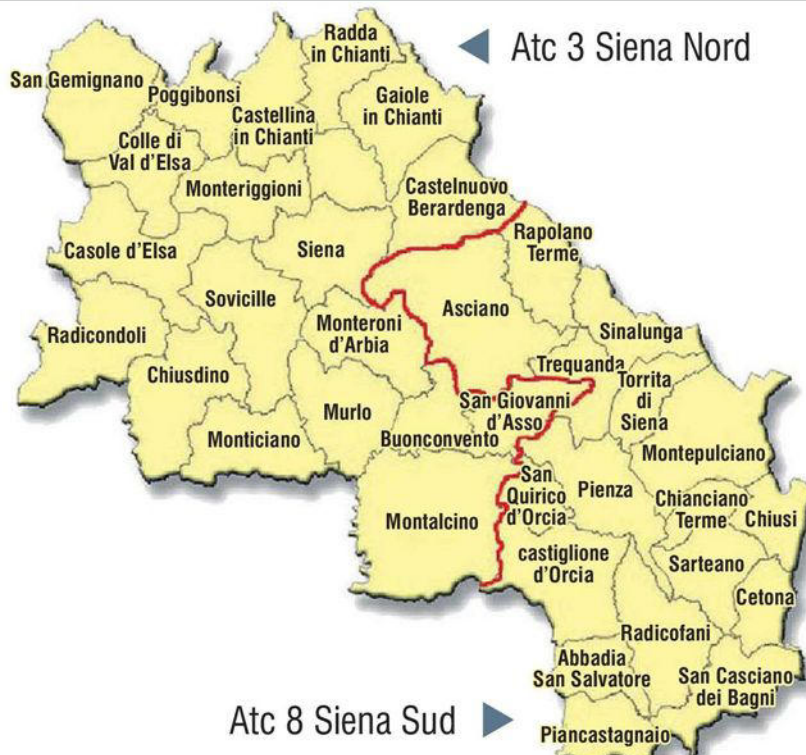 Radda
in Chianti
Atc 3 Siena Nord
San Gemignano
Poggibonsi
Castellina
in Chianti
Gaiole
in Chianti
Colle di
Val d'Elsa
Monteriggioni
Castelnuovo
Berardenga
Casole d'Elsa
Siena
Rapolano
Terme
Sovicille
Asciano
Radicondoli
Monteroni
d'Arbia
Sinalunga
Chiusdino
Trequanda
Torrita
di
Siena
Murlo
San Giovanni
d'Asso
Monticiano
Buonconvento
Montepulciano
San
Quirico
d'Orcia
Pienza
Montalcino
Chianciano
Terme
Chiusi
castiglione
d'Orcia
Sarteano
Cetona
Radicofani
Abbadia
San Salvatore
San Casciano
dei Bagni
Atc 8 Siena Sud
Piancastagnaio